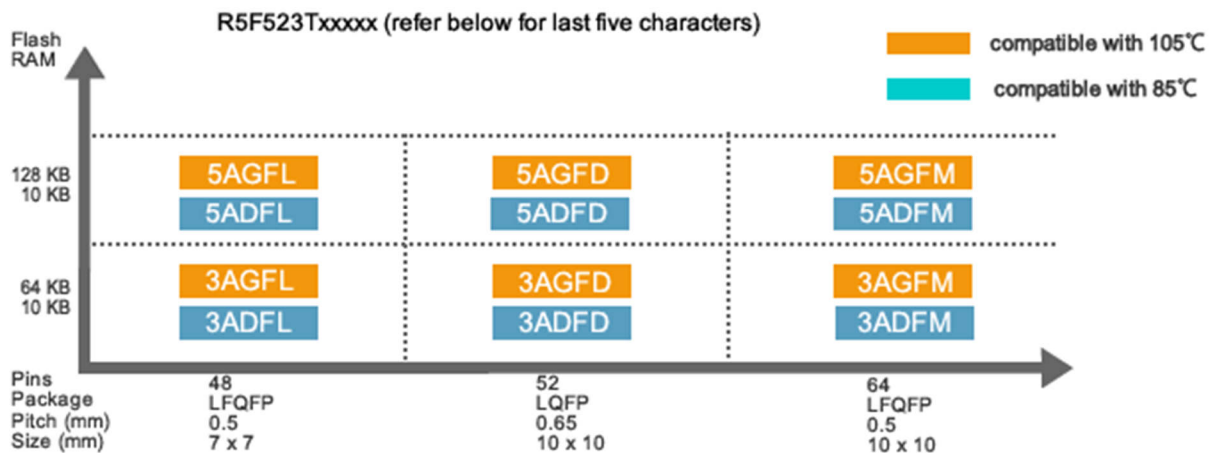 R5F523Txxxxx (refer below for last five characters)
Flash
RAM
compatible with 105℃
compatible with 85℃
128 KB
10 KB
5AGFL 5AGFD 5AGFM
5ADFL 5ADFD 5ADFM
64 KB
10 KB
3AGFL 3AGFD 3AGFM
3ADFL 3ADFD 3ADFM
Pins 48 52 64
Package LFQFP LQFP LFQFP
Pitch (mm) 0.5 0.65 0.5
Size (mm) 7 x 7 10 x 10 10 x 10